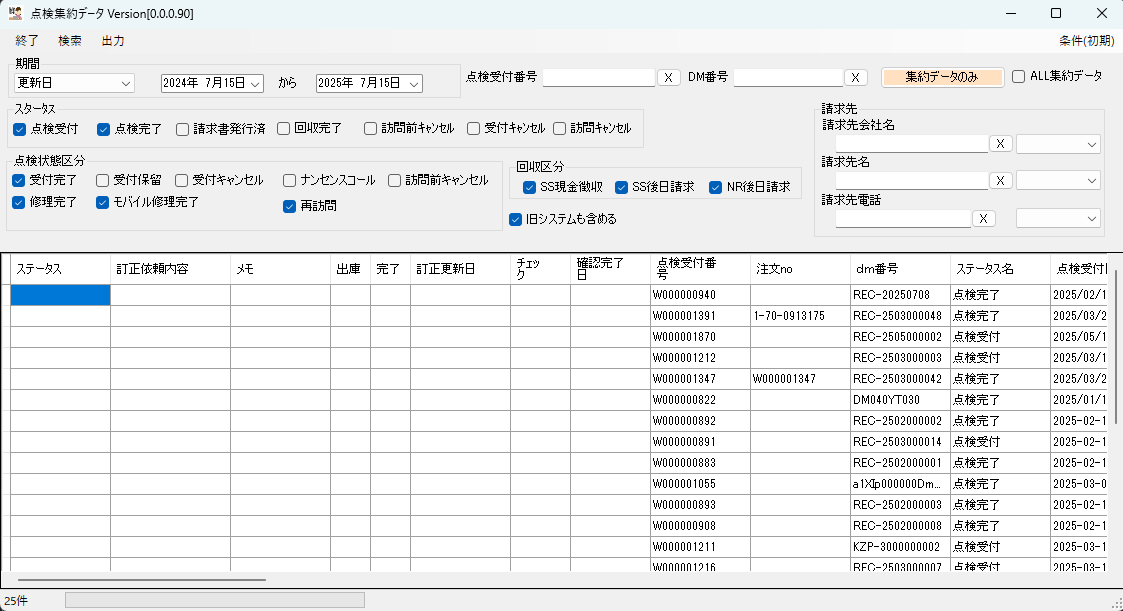 点検集約データ Version[0.0.0.90]
終了 検索 出力 条件(初期)
期間
更新日 2024年 7月15日 から 2025年 7月15日 点検受付番号 X DM番号 X 集約データのみ ALL集約データ
スタータス
点検受付 点検完了 請求書発行済 回収完了 訪問前キャンセル 受付キャンセル 訪問キャンセル
請求先
請求先会社名
X
請求先名
X
請求先電話
X
点検状態区分
受付完了 受付保留 受付キャンセル ナンセンスコール 訪問前キャンセル
修理完了 モバイル修理完了 再訪問
回収区分
SS現金徴収 SS後日請求 NR後日請求
旧システムも含める
ステータス 訂正依頼内容 メモ 出庫 完了 訂正更新日 チェック 確認完了日 点検受付番号 注文no dm番号 ステータス名 点検受付
W000000940 REC-20250708 点検完了 2025/02/1
W000001391 1-70-0913175 REC-2503000048 点検完了 2025/03/2
W000001870 REC-2505000002 点検受付 2025/05/1
W000001212 REC-2503000003 点検受付 2025/03/1
W000001347 W000001347 REC-2503000042 点検完了 2025/03/2
W000000822 DM040YT030 点検完了 2025/01/1
W000000892 REC-2502000002 点検完了 2025-02-1
W000000891 REC-2503000014 点検受付 2025-02-1
W000000883 REC-2502000001 点検完了 2025-02-1
W000001055 a1XIp000000Dm... 点検完了 2025-03-0
W000000893 REC-2502000003 点検完了 2025-02-1
W000000908 REC-2502000008 点検完了 2025-02-1
W000001211 KZP-3000000002 点検受付 2025-03-1
W000001216 REC-2503000007 点検受付 2025-03-1
25件